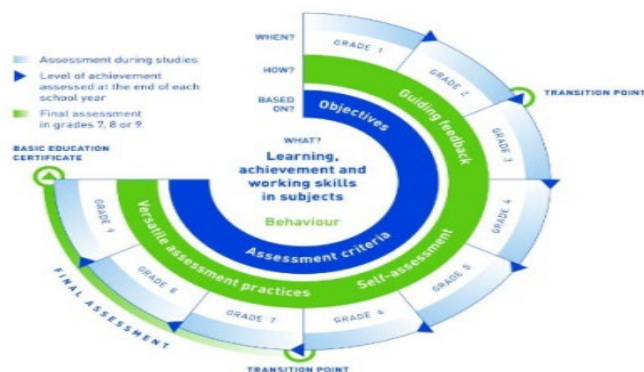 Assessment during studies
Level of achievement
assessed at the end of each
school year
Final assessment
in grades 7, 8 or 9
BASIC EDUCATION
CERTIFICATE
WHEN?
HOW?
BASED
ON?
WHAT?
Learning,
achievement and
working skills
in subjects
Behaviour
Objectives
Assessment criteria
Guiding feedback
Self-assessment
Versatile assessment practices
GRADE 1
GRADE 2
TRANSITION POINT
GRADE 3
GRADE 4
GRADE 5
GRADE 6
TRANSITION POINT
GRADE 7
GRADE 9
FINAL ASSESSMENT